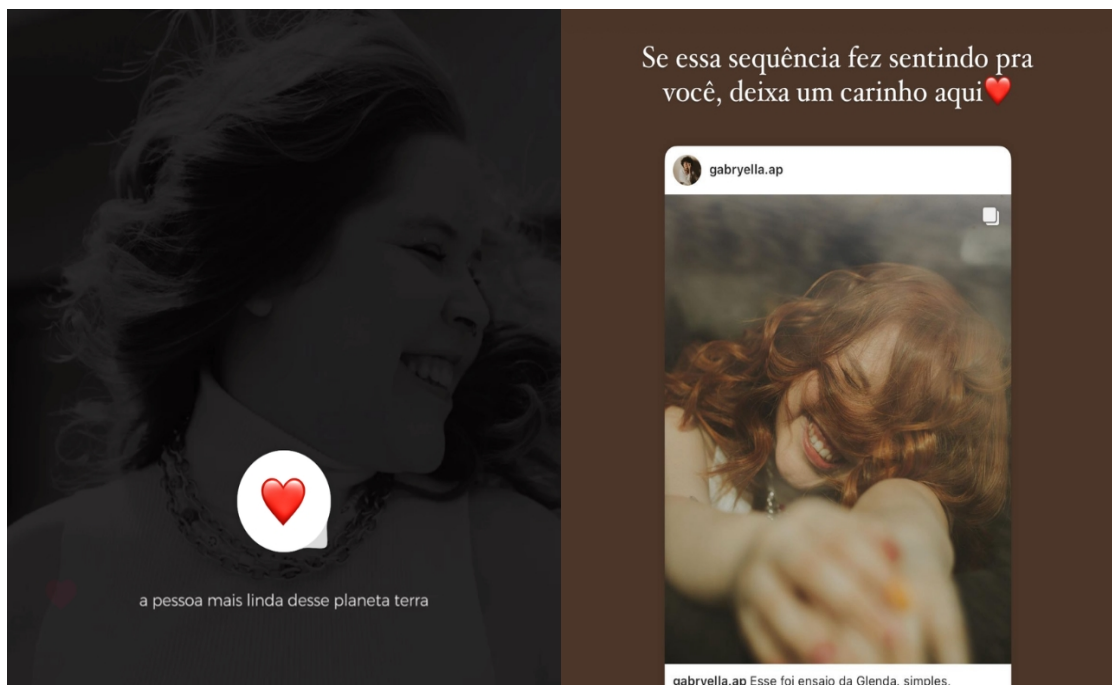 a pessoa mais linda desse planeta terra
Se essa sequência fez sentindo pra
você, deixa um carinho aqui❤️
gabryella.ap
gabryella.ap Esse foi ensaio da Glenda, simples,